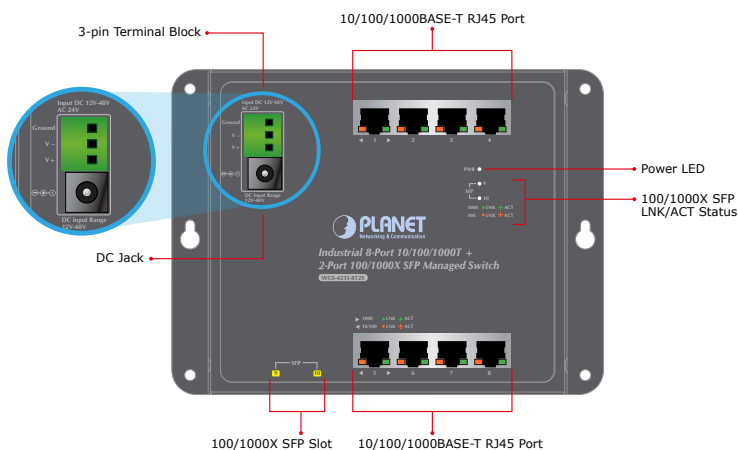 10/100/1000BASE-T RJ45 Port
3-pin Terminal Block
Input DC 12V-48V
AC 24V
Ground
V -
V +
DC Input Range
12V-48V
Input DC 12V-48V
AC 24V
Ground
V -
V +
DC Input Range
12V-48V
DC Jack
1
2
3
4
PWR
Power LED
SFP
9
10
1000 LNK ACT
100 LNK ACT
100/1000X SFP
LNK/ACT Status
PLANET
Networking & Communication
Industrial 8-Port 10/100/1000T +
2-Port 100/1000X SFP Managed Switch
WGS-4215-8T2S
1000 LNK ACT
10/100 LNK ACT
5
6
7
8
SFP
9
10
100/1000X SFP Slot
10/100/1000BASE-T RJ45 Port